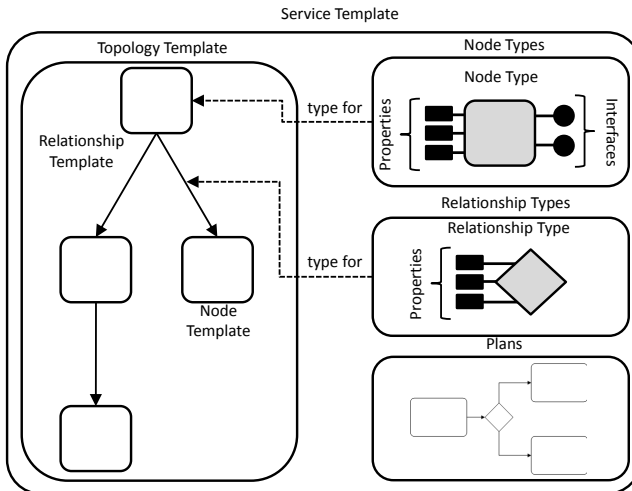 Service Template
Topology Template
Node Types
Node Type
type for
Properties
Interfaces
Relationship
Template
Relationship Types
Relationship Type
type for
Properties
Node
Template
Plans